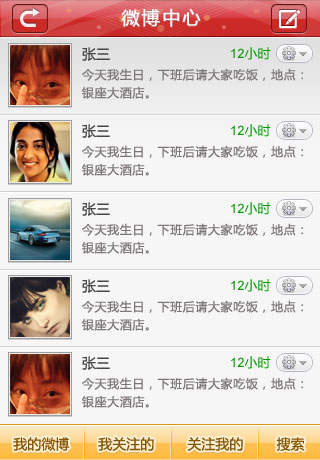 微博中心
张三 12小时
今天我生日，下班后请大家吃饭，地点：
银座大酒店。
张三 12小时
今天我生日，下班后请大家吃饭，地点：
银座大酒店。
张三 12小时
今天我生日，下班后请大家吃饭，地点：
银座大酒店。
张三 12小时
今天我生日，下班后请大家吃饭，地点：
银座大酒店。
张三 12小时
今天我生日，下班后请大家吃饭，地点：
银座大酒店。
我的微博 我关注的 关注我的 搜索